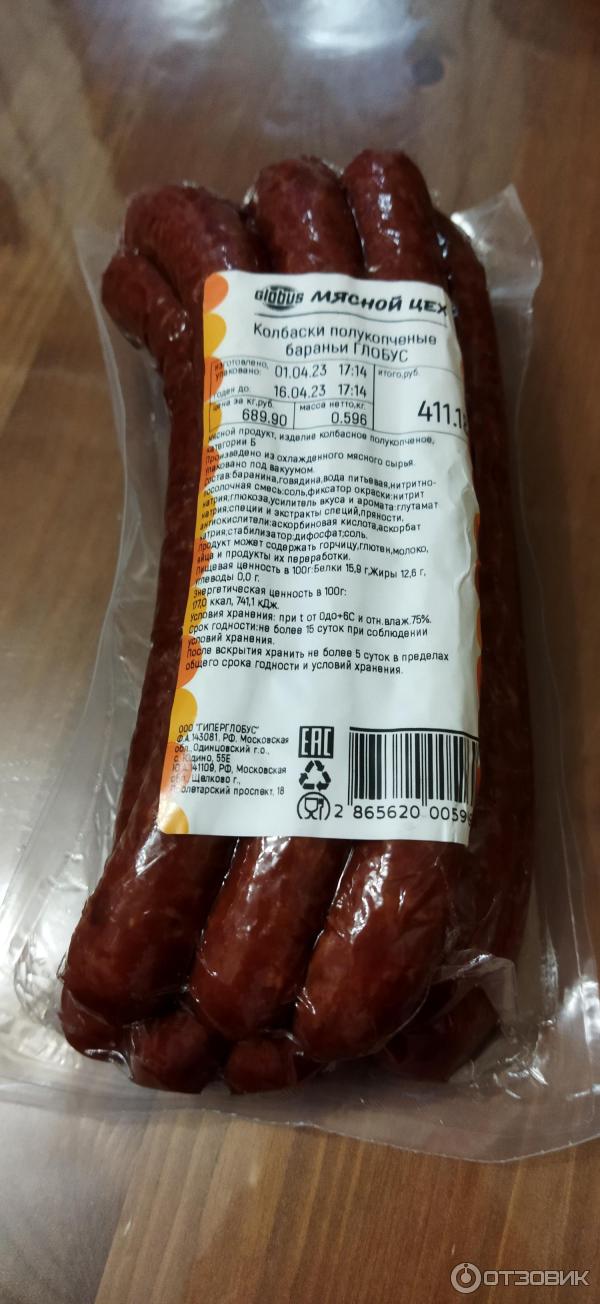 GLOBUS МЯСНОЙ ЦЕХ
Колбаски полукопченые
бараньи ГЛОБУС
изготовлено,
упаковано: 01.04.23 17:14
итого,руб.
годен до: 16.04.23 17:14
цена за кг,руб. масса нетто,кг.
689.90 0.596
мясной продукт, изделие колбасное полукопченое,
категории Б
Произведено из охлажденного мясного сырья.
упаковано под вакуумом.
состав:баранина,говядина,вода питьевая,нитритно-
посолочная смесь:соль,фиксатор окраски:нитрит
натрия;глюкоза,усилитель вкуса и аромата:глутамат
натрия;специи и экстракты специй,пряности,
антиокислители:аскорбиновая кислота,аскорбат
натрия;стабилизатор:дифосфат;соль.
Продукт может содержать горчицу,глютен,молоко,
яйца и продукты их переработки.
Пищевая ценность в 100г:Белки 15,9 г,Жиры 12,6 г,
углеводы 0,0 г.
Энергетическая ценность в 100г:
177,0 ккал, 741,1 кДж.
Условия хранения: при t от 0до+6С и отн.влаж.75%.
Срок годности:не более 15 суток при соблюдении
условий хранения.
После вскрытия хранить не более 5 суток в пределах
общего срока годности и условий хранения.
ООО "ГИПЕРГЛОБУС"
Ф.А.143081, РФ, Московская
обл.,Одинцовский г.о.,
с. Юдино, 55Е
Ю.А.141109, РФ, Московская
обл., Щелково г.,
Пролетарский проспект, 18
EAC
2 865620 0059
ОТЗОВИК